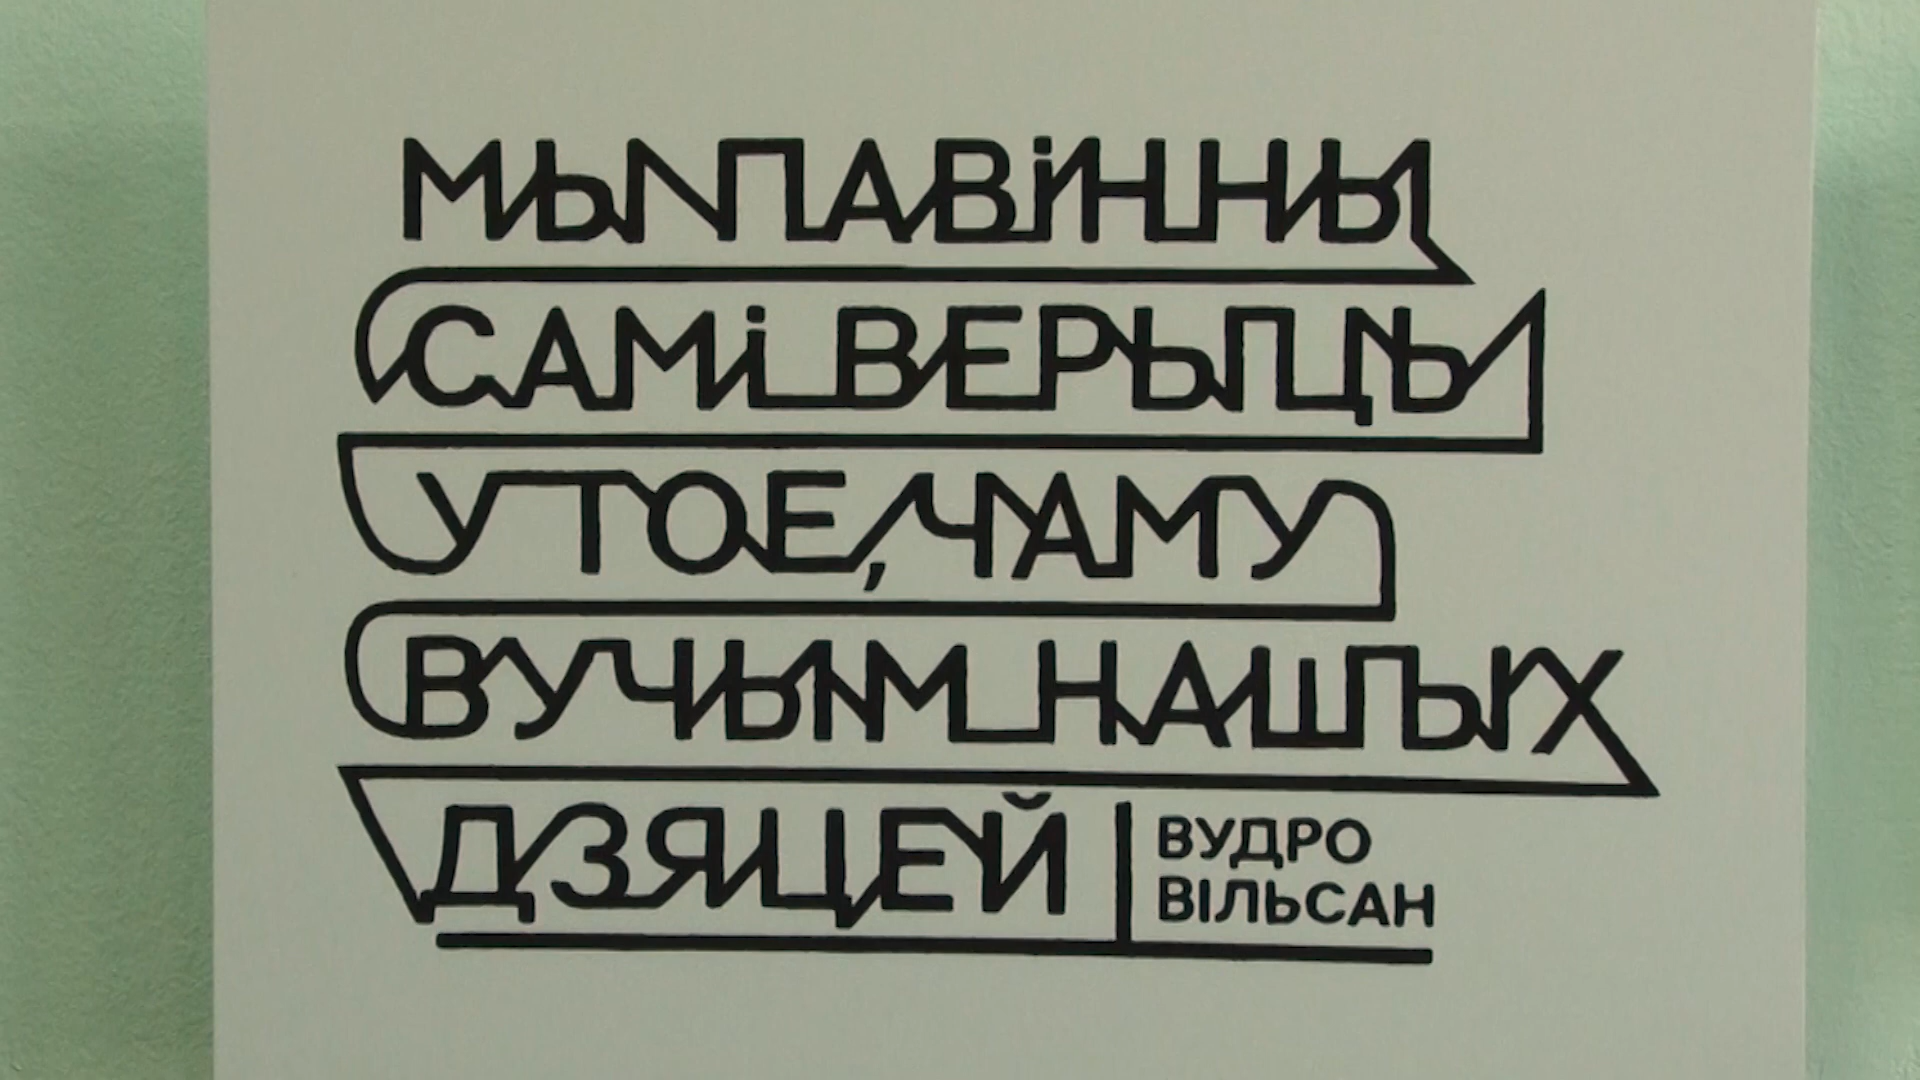 МЫ ПАВІННЫ
САМІ ВЕРЫЦЬ
У ТОЕ, ЧАМУ
ВУЧЫМ НАШЫХ
ДЗЯЦЕЙ
ВУДРО
ВІЛЬСАН